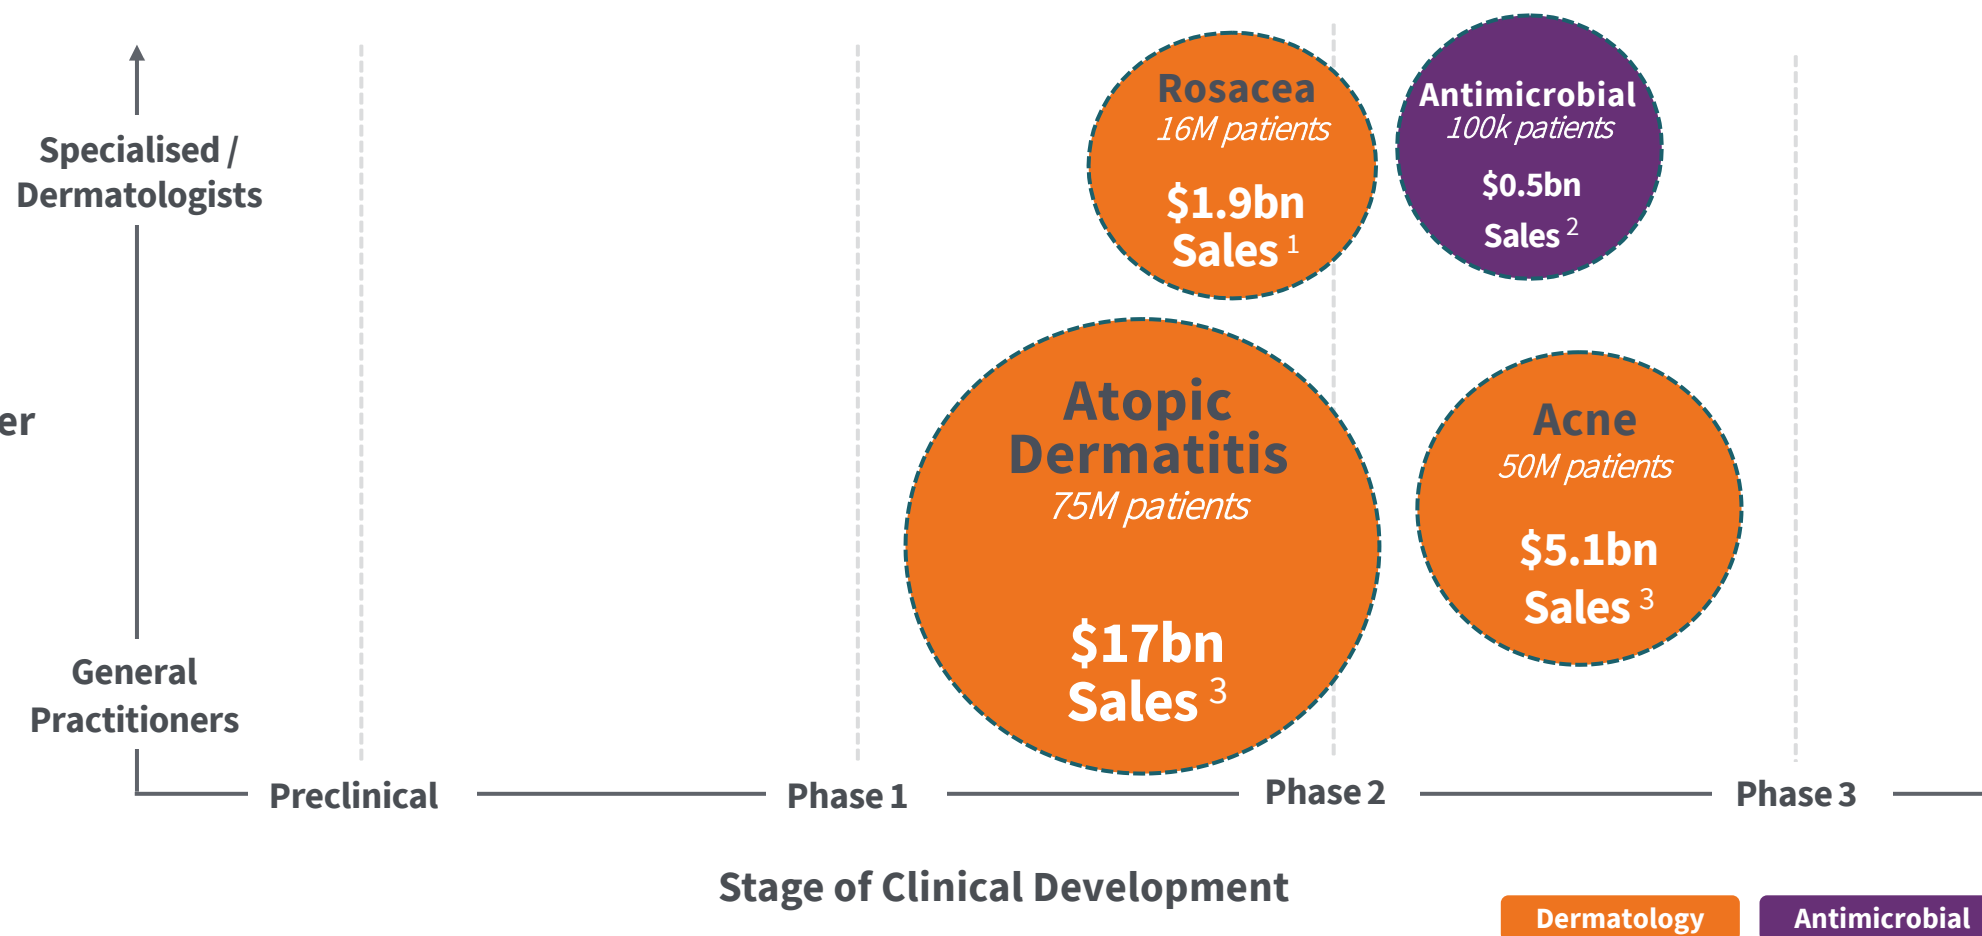 Specialised /
Dermatologists
er
General
Practitioners
Rosacea
16M patients
$1.9bn
Sales 1
Antimicrobial
100k patients
$0.5bn
Sales 2
Atopic
Dermatitis
75M patients
$17bn
Sales 3
Acne
50M patients
$5.1bn
Sales 3
Preclinical
Phase 1
Phase 2
Phase 3
Stage of Clinical Development
Dermatology
Antimicrobial